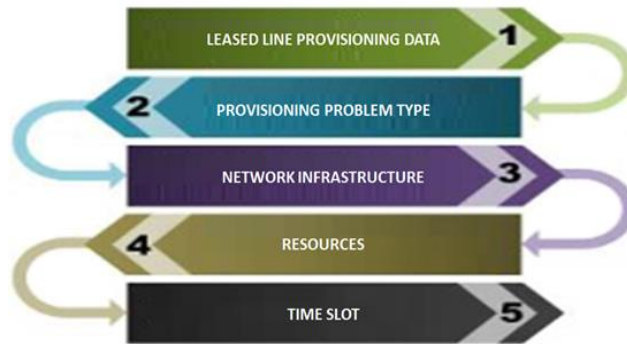 LEASED LINE PROVISIONING DATA 1
2 PROVISIONING PROBLEM TYPE
NETWORK INFRASTRUCTURE 3
4 RESOURCES
TIME SLOT 5